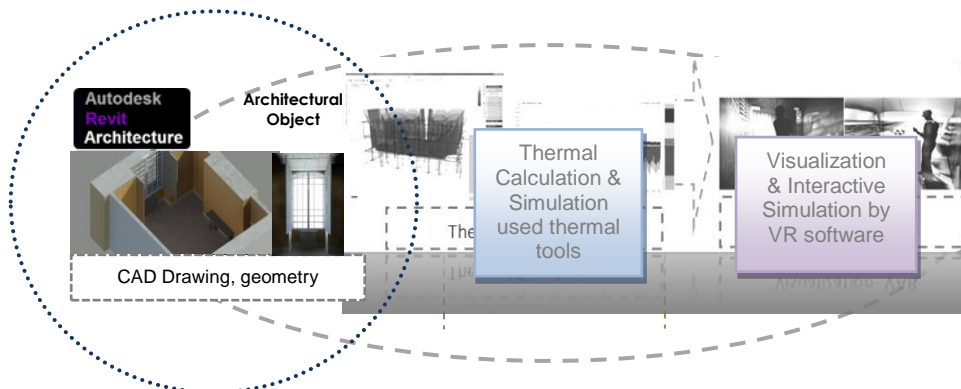 Autodesk
Revit
Architecture
Architectural
Object
CAD Drawing, geometry
The
Thermal
Calculation &
Simulation
used thermal
tools
Visualization
& Interactive
Simulation by
VR software